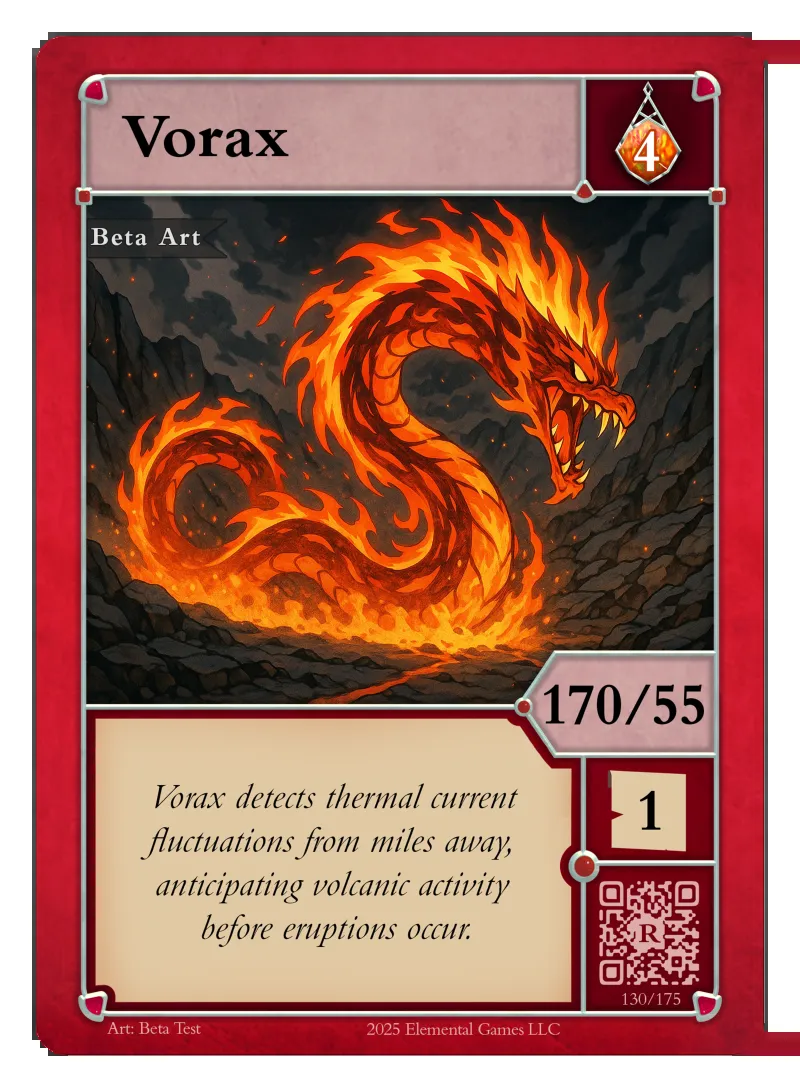 Vorax
4
Beta Art
170/55
Vorax detects thermal current
fluctuations from miles away,
anticipating volcanic activity
before eruptions occur.
1
R
130/175
Art: Beta Test
2025 Elemental Games LLC